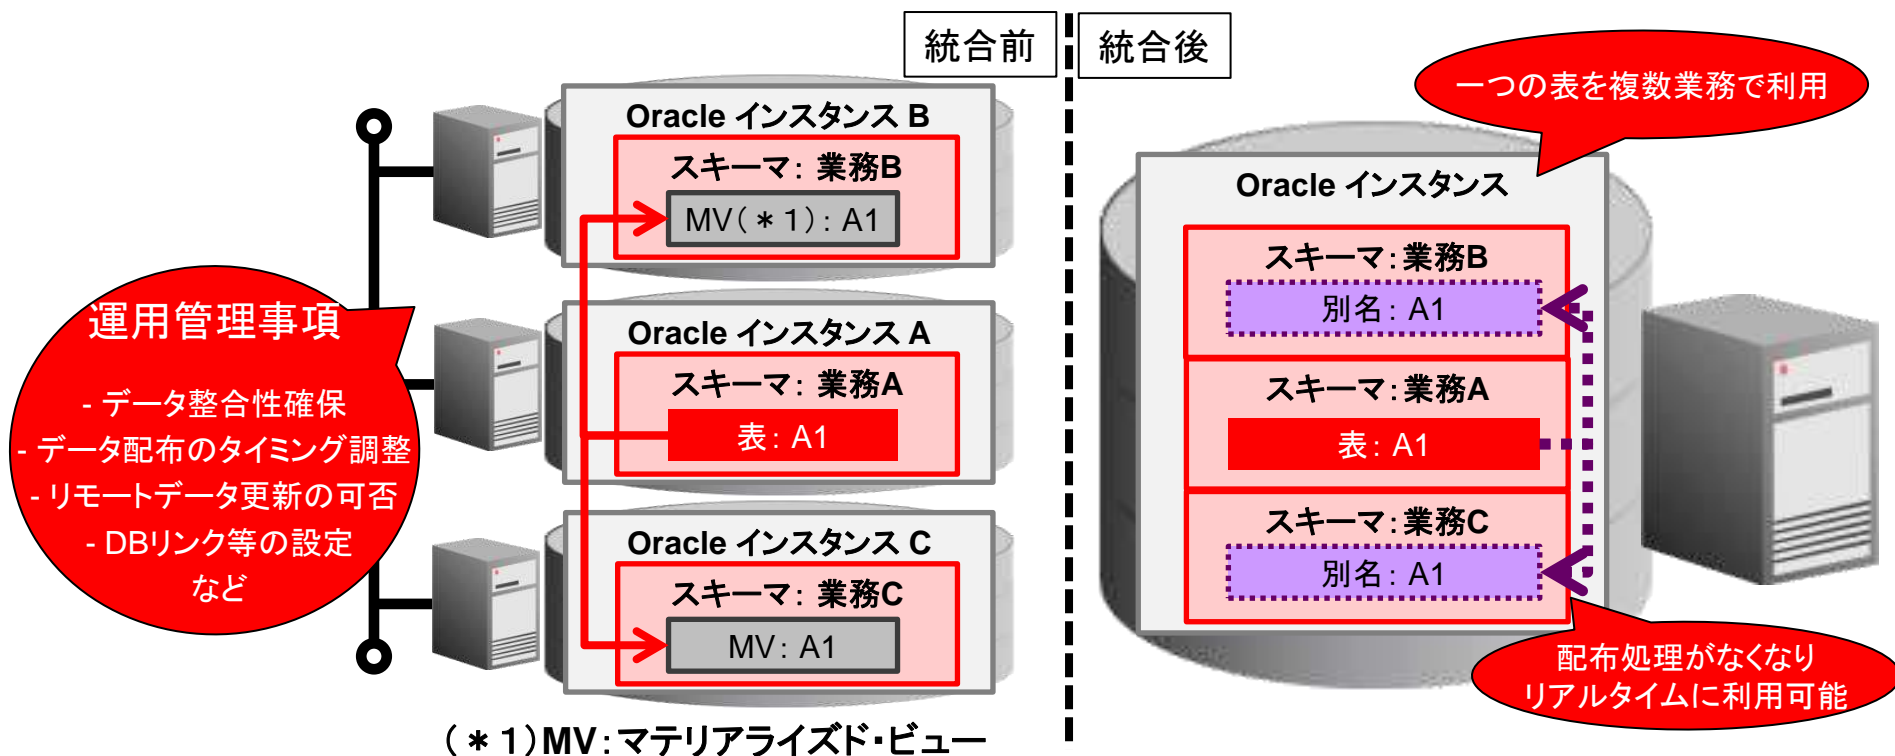 統合前
統合後
一つの表を複数業務で利用
Oracle インスタンス B
スキーマ：業務B
MV（＊１）：A1
運用管理事項
- データ整合性確保
- データ配布のタイミング調整
- リモートデータ更新の可否
- DBリンク等の設定
など
Oracle インスタンス A
スキーマ：業務A
表：A1
Oracle インスタンス C
スキーマ：業務C
MV：A1
（＊１）MV：マテリアライズド・ビュー
Oracle インスタンス
スキーマ：業務B
別名：A1
スキーマ：業務A
表：A1
スキーマ：業務C
別名：A1
配布処理がなくなり
リアルタイムに利用可能